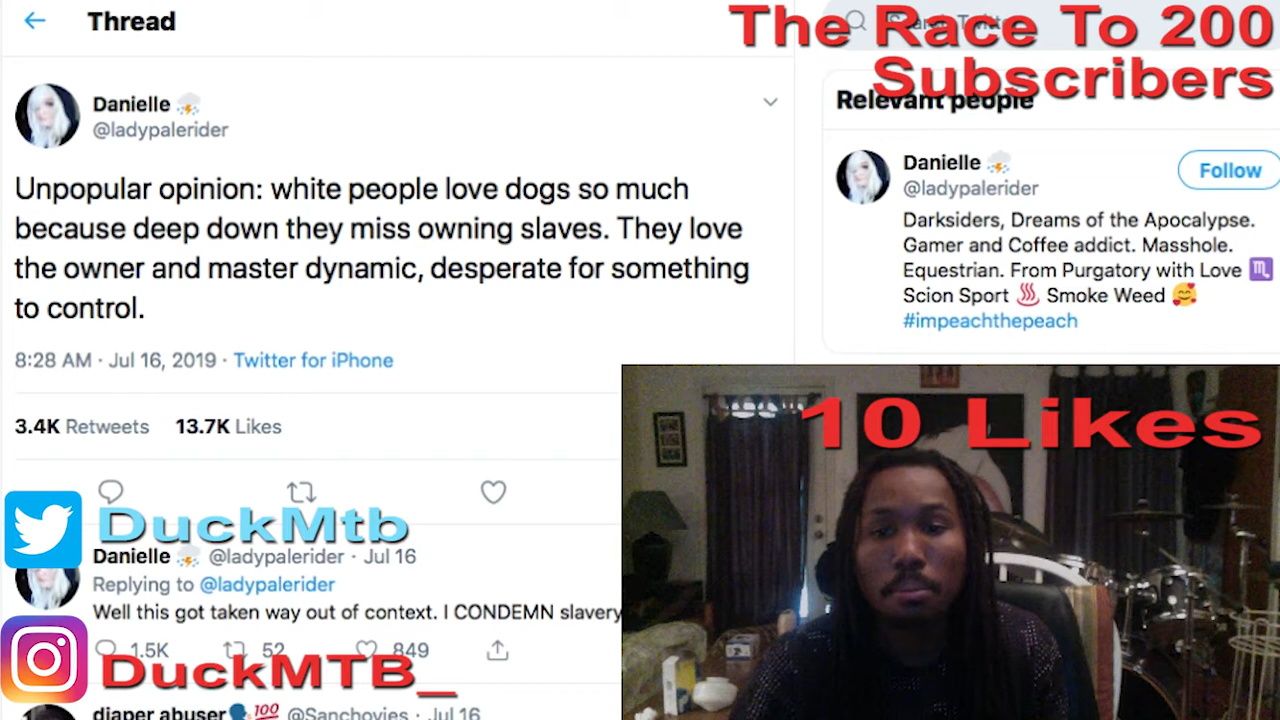 Thread
The Race To 200
Subscribers
Danielle
@ladypalerider
Unpopular opinion: white people love dogs so much
because deep down they miss owning slaves. They love
the owner and master dynamic, desperate for something
to control.
8:28 AM · Jul 16, 2019 · Twitter for iPhone
3.4K Retweets 13.7K Likes
Relevant people
Danielle
@ladypalerider
Follow
Darksiders, Dreams of the Apocalypse.
Gamer and Coffee addict. Masshole.
Equestrian. From Purgatory with Love ♏
Scion Sport ♨ Smoke Weed 🥰
#impeachthepeach
10 Likes
DuckMtb
Danielle @ladypalerider · Jul 16
Replying to @ladypalerider
Well this got taken way out of context. I CONDEMN slavery
1.5K 52 849
DuckMTB_
diaper abuser🗣💯 @Sanchovies · Jul 16